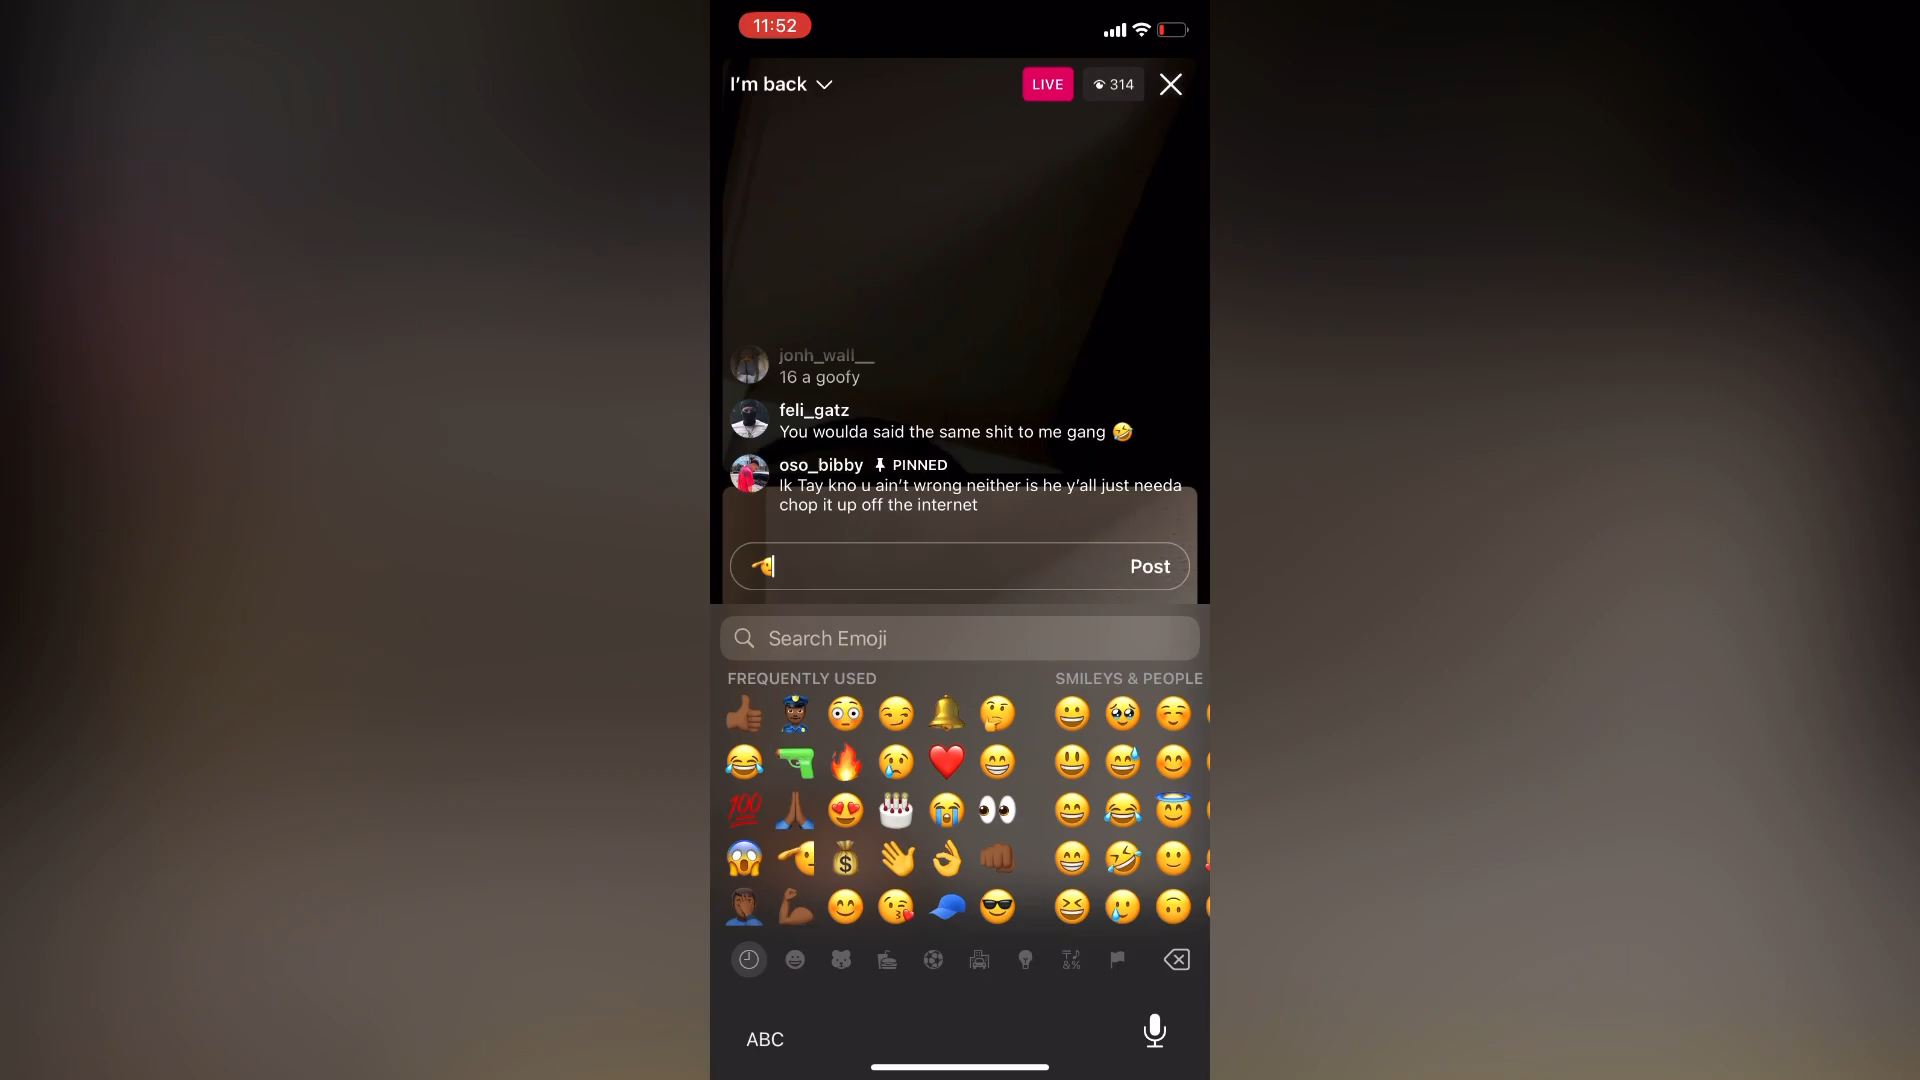 11:52
I'm back
LIVE
314
jonh_wall__
16 a goofy
feli_gatz
You woulda said the same shit to me gang 🤣
oso_bibby PINNED
Ik Tay kno u ain't wrong neither is he y'all just needa
chop it up off the internet
Post
Search Emoji
FREQUENTLY USED
SMILEYS & PEOPLE
ABC